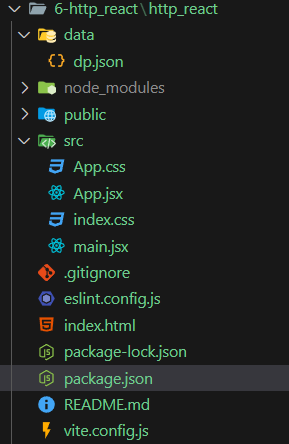 6-http_react\http_react
data
dp.json
node_modules
public
src
App.css
App.jsx
index.css
main.jsx
.gitignore
eslint.config.js
index.html
package-lock.json
package.json
README.md
vite.config.js